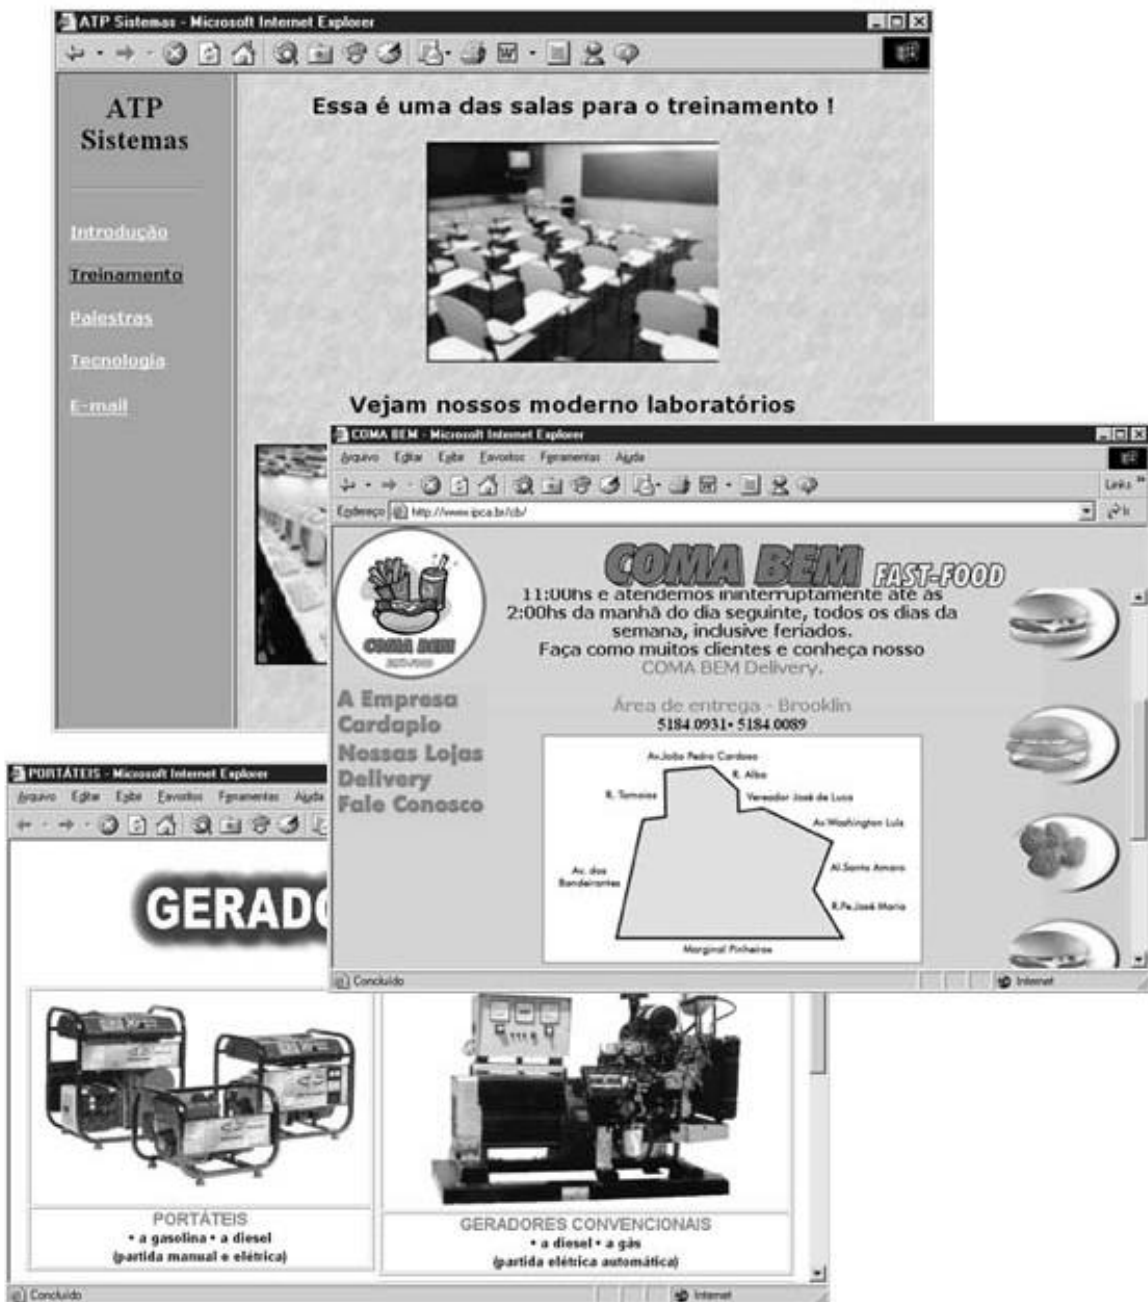 ATP Sistemas - Microsoft Internet Explorer
ATP
Sistemas
Introdução
Treinamento
Palestras
Tecnologia
E-mail
Essa é uma das salas para o treinamento !
Vejam nossos moderno laboratórios
COMA BEM - Microsoft Internet Explorer
Arquivo Editar Exibir Favoritos Ferramentas Ajuda
Links »
Endereço http://www.ipca.br/cb/
Ir
COMA BEM
COMA BEM FAST-FOOD
11:00hs e atendemos ininterruptamente até as
2:00hs da manhã do dia seguinte, todos os dias da
semana, inclusive feriados.
Faça como muitos clientes e conheça nosso
COMA BEM Delivery.
A Empresa
Cardapio
Nossas Lojas
Delivery
Fale Conosco
Área de entrega - Brooklin
5184.0931• 5184.0089
Av.João Pedro Cardoso
R. Alba
R. Tamoios
Vereador José de Luca
Av.Washington Luís
Av. dos
Bandeirantes
Al.Santo Amaro
R.Pe.José Maria
Marginal Pinheiros
Concluído
Internet
PORTÁTEIS - Microsoft Internet Explorer
Arquivo Editar Exibir Favoritos Ferramentas Ajuda
GERADO
PORTÁTEIS
• a gasolina • a diesel
(partida manual e elétrica)
GERADORES CONVENCIONAIS
• a diesel • a gás
(partida elétrica automática)
Concluído
Internet